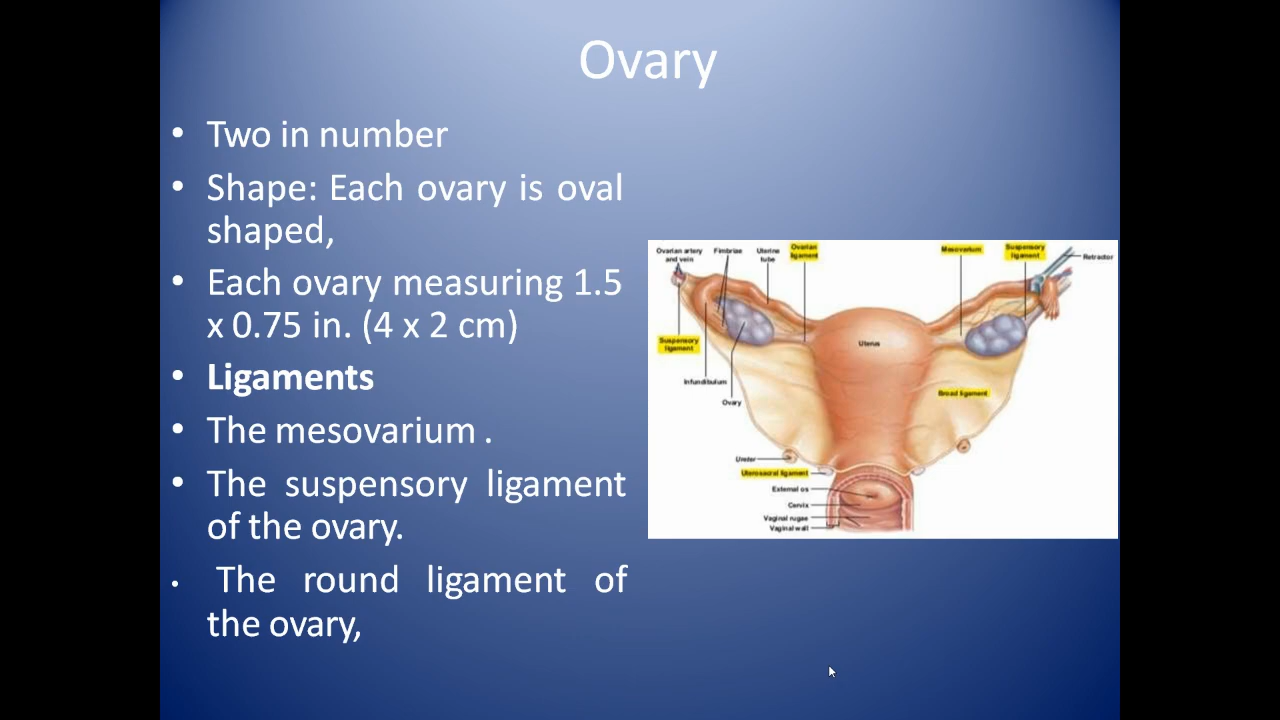 Ovary
• Two in number
• Shape: Each ovary is oval
shaped,
• Each ovary measuring 1.5
x 0.75 in. (4 x 2 cm)
• Ligaments
• The mesovarium .
• The suspensory ligament
of the ovary.
• The round ligament of
the ovary,
Ovarian artery
and vein
Fimbriae
Uterine
tube
Ovarian
ligament
Mesovarium
Suspensory
ligament
Retractor
Suspensory
ligament
Uterus
Infundibulum
Ovary
Broad ligament
Ureter
Uterosacral ligament
External os
Cervix
Vaginal rugae
Vaginal wall